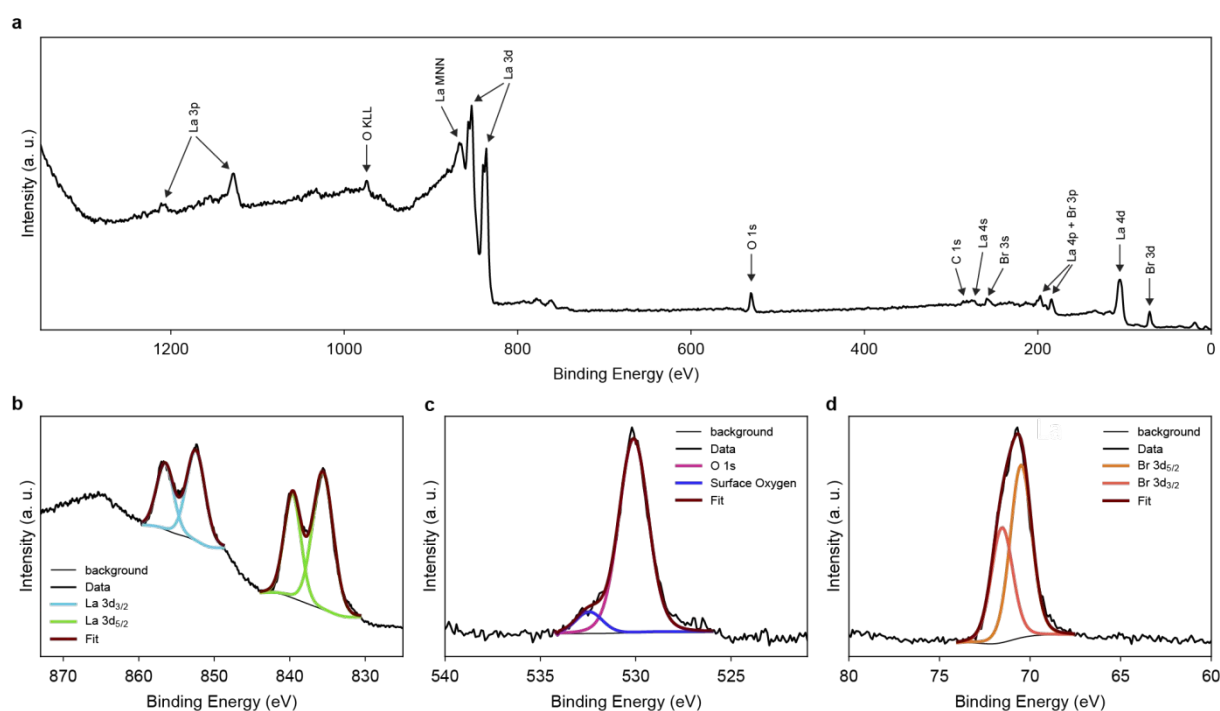 a
La 3p
O KLL
La MNN
La 3d
O 1s
C 1s
La 4s
Br 3s
La 4p + Br 3p
La 4d
Br 3d
Intensity (a. u.)
1200
1000
800
600
400
200
0
Binding Energy (eV)
b
background
Data
La 3d3/2
La 3d5/2
Fit
Intensity (a. u.)
870
860
850
840
830
Binding Energy (eV)
c
background
Data
O 1s
Surface Oxygen
Fit
Intensity (a. u.)
540
535
530
525
Binding Energy (eV)
d
La
background
Data
Br 3d5/2
Br 3d3/2
Fit
Intensity (a. u.)
80
75
70
65
60
Binding Energy (eV)